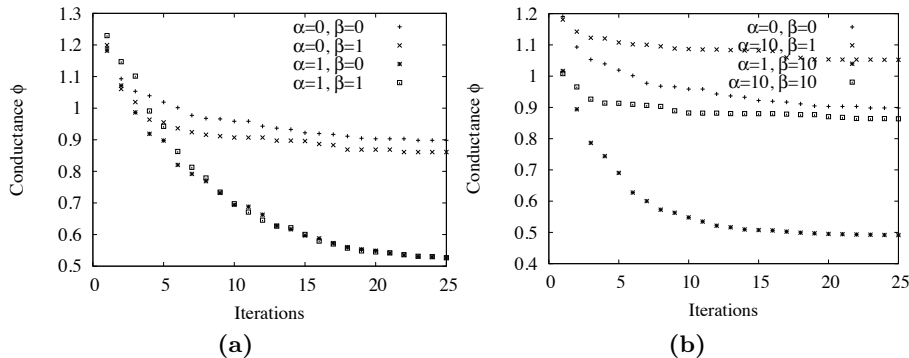 1.3
1.2
1.1
1
0.9
0.8
0.7
0.6
0.5
Conductance ϕ
α=0, β=0
α=0, β=1
α=1, β=0
α=1, β=1
0 5 10 15 20 25
Iterations
(a)
1.2
1.1
1
0.9
0.8
0.7
0.6
0.5
0.4
Conductance ϕ
α=0, β=0
α=10, β=1
α=1, β=10
α=10, β=10
0 5 10 15 20 25
Iterations
(b)